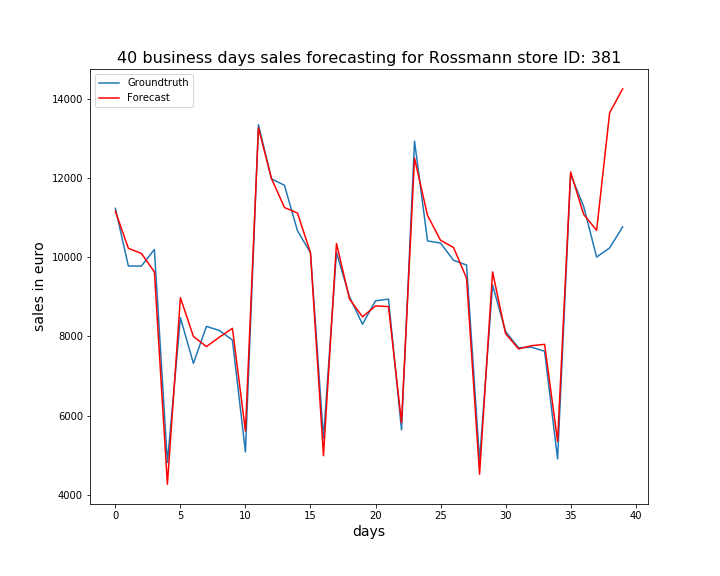 40 business days sales forecasting for Rossmann store ID: 381
Groundtruth
Forecast
sales in euro
14000
12000
10000
8000
6000
4000
0 5 10 15 20 25 30 35 40
days